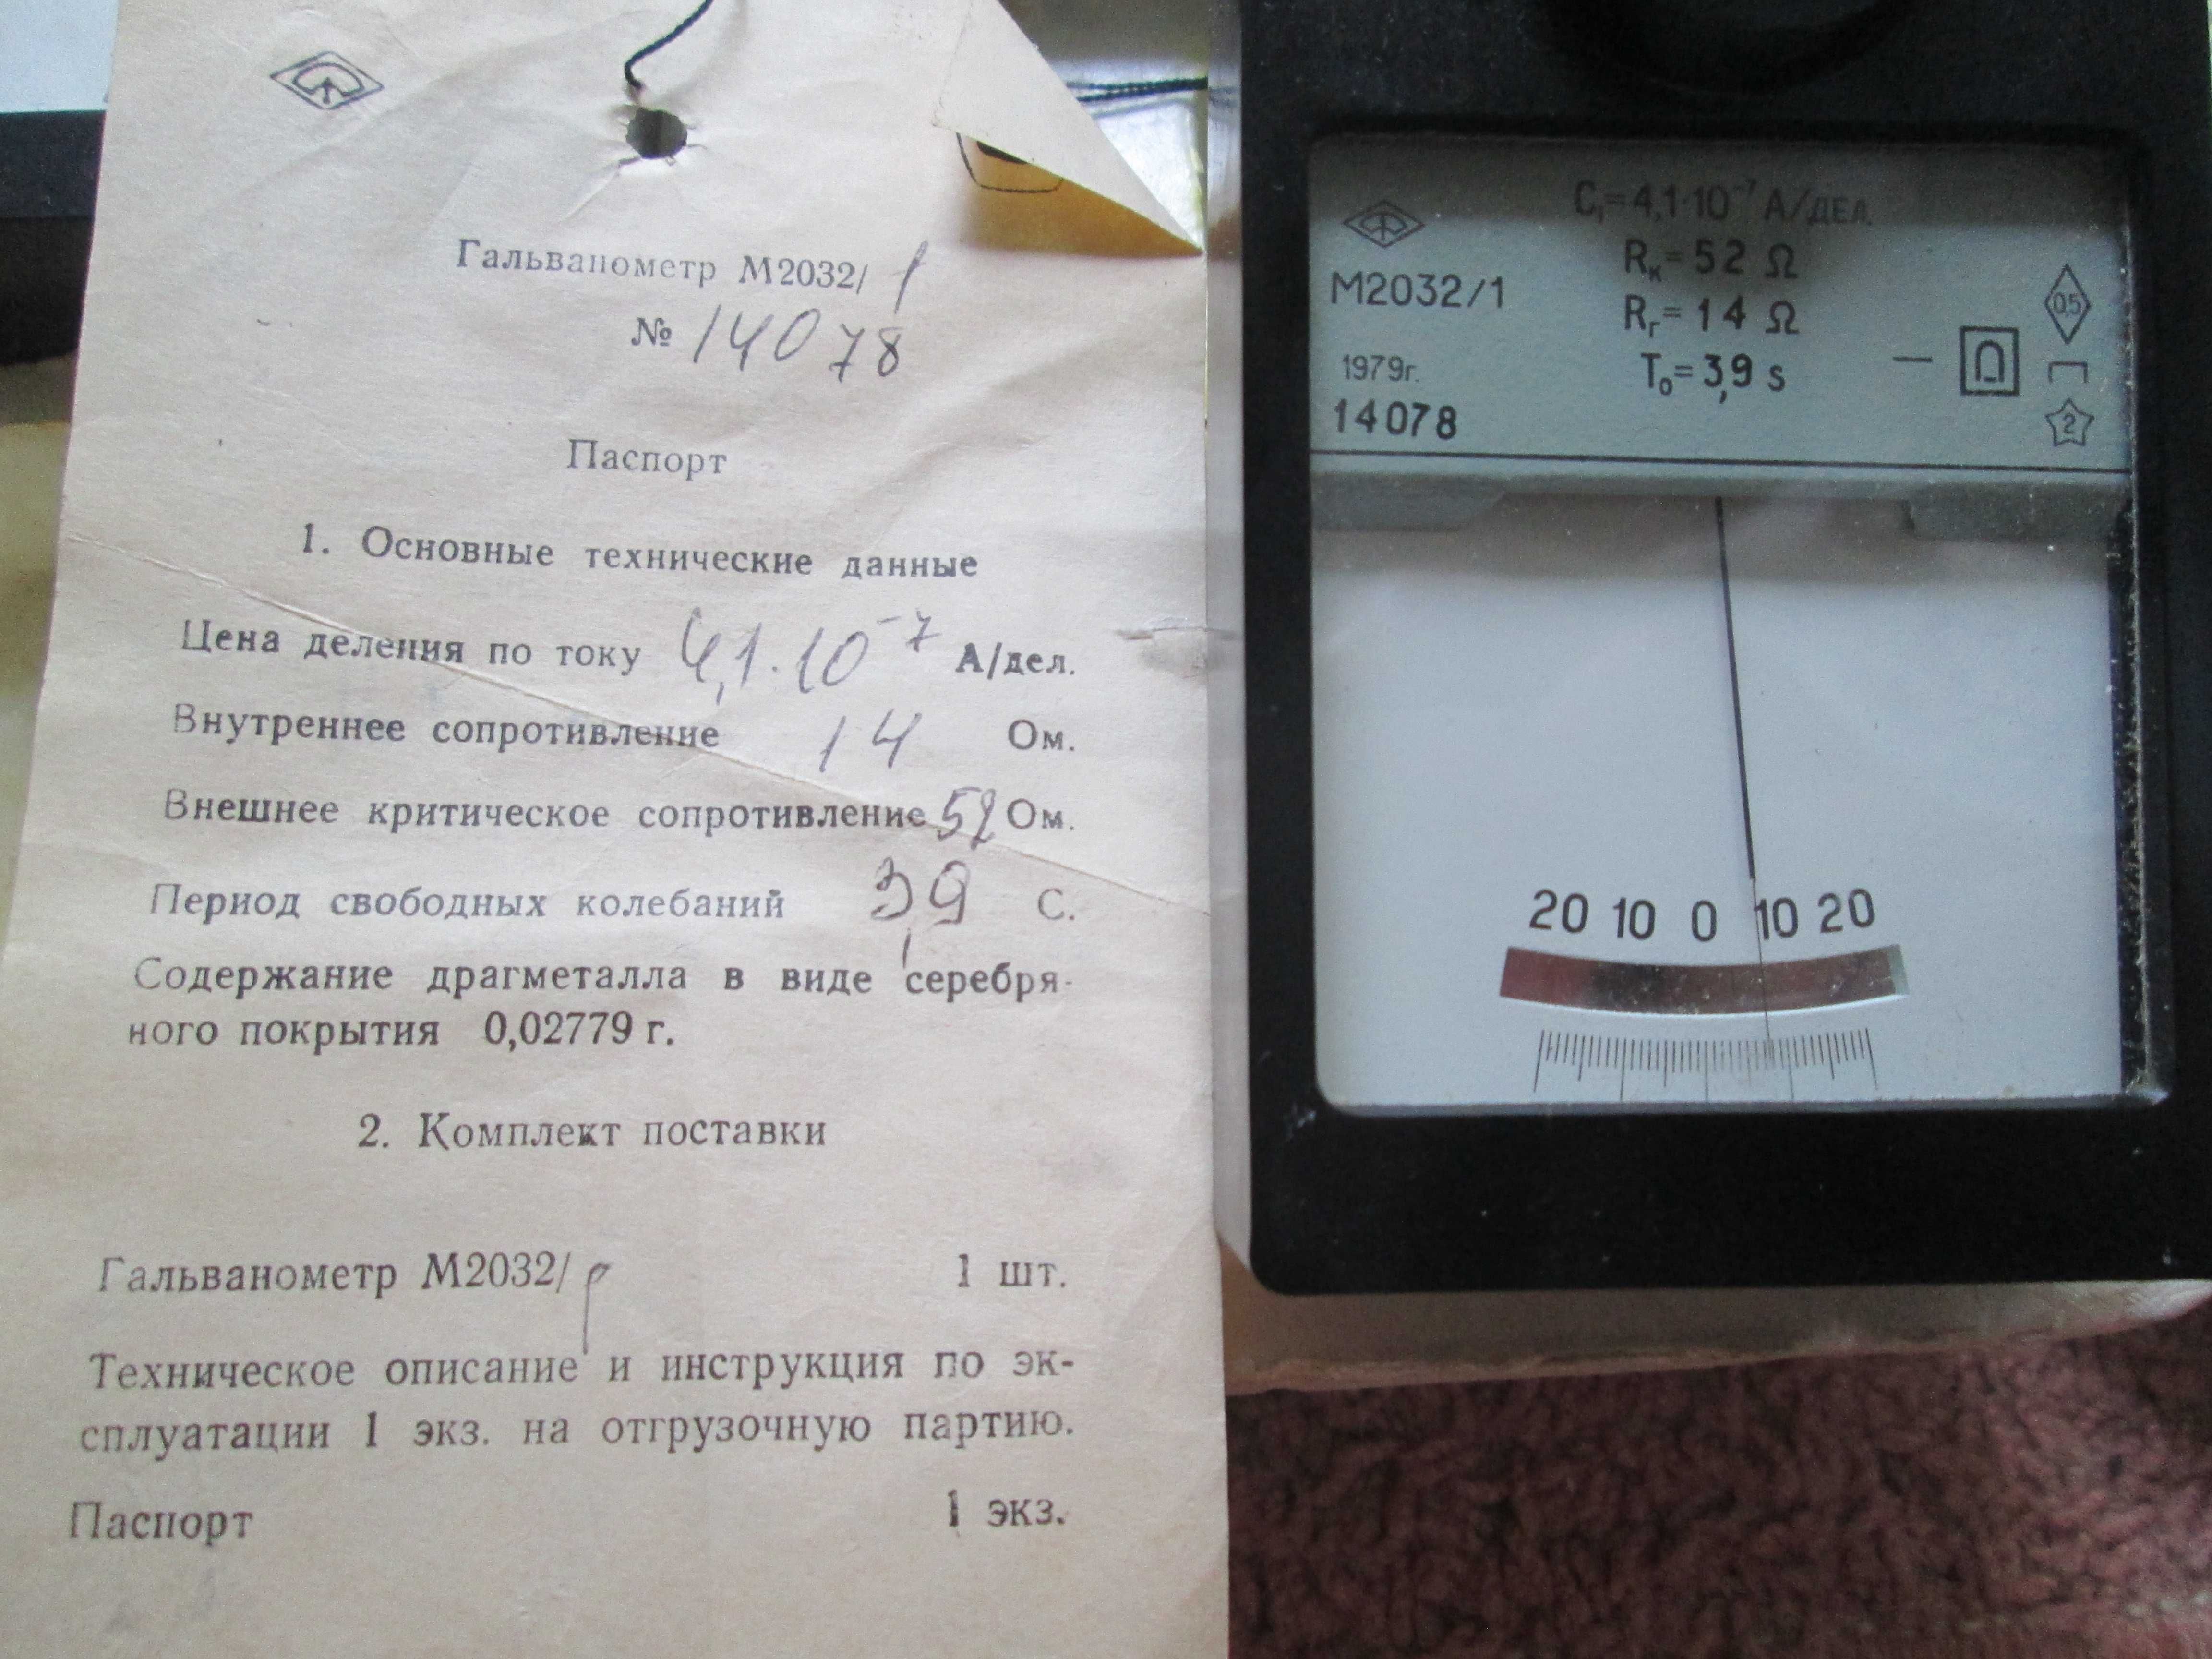 Гальванометр М2032/1
№ 14078
Паспорт
1. Основные технические данные
Цена деления по току 4,1·10⁻⁷ А/дел.
Внутреннее сопротивление 14 Ом.
Внешнее критическое сопротивление 52 Ом.
Период свободных колебаний 3,9 С.
Содержание драгметалла в виде серебря-
ного покрытия 0,02779 г.
2. Комплект поставки
Гальванометр М2032/1 1 шт.
Техническое описание и инструкция по эк-
сплуатации 1 экз. на отгрузочную партию.
Паспорт 1 экз.
C₁=4,1·10⁻⁷ А/ДЕЛ.
Rк=52 Ω
М2032/1
Rг=14 Ω
0,5
1979г.
T₀=3,9 s
14078
2
20 10 0 10 20